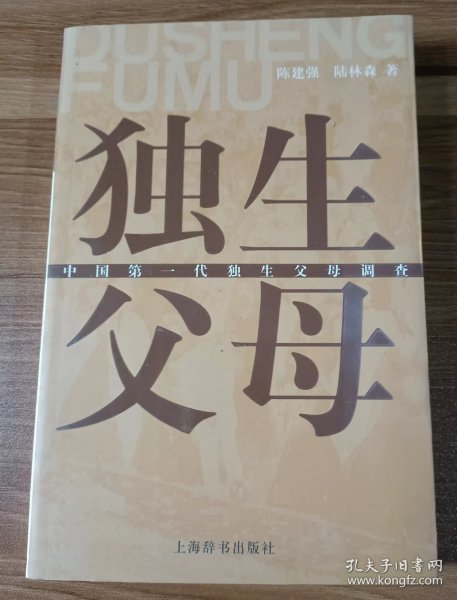 DUSHENG
FUMU
陈建强 陆林森 著
独生
中国第一代独生父母调查
父母
上海辞书出版社
孔夫子旧书网
www.kongfz.com